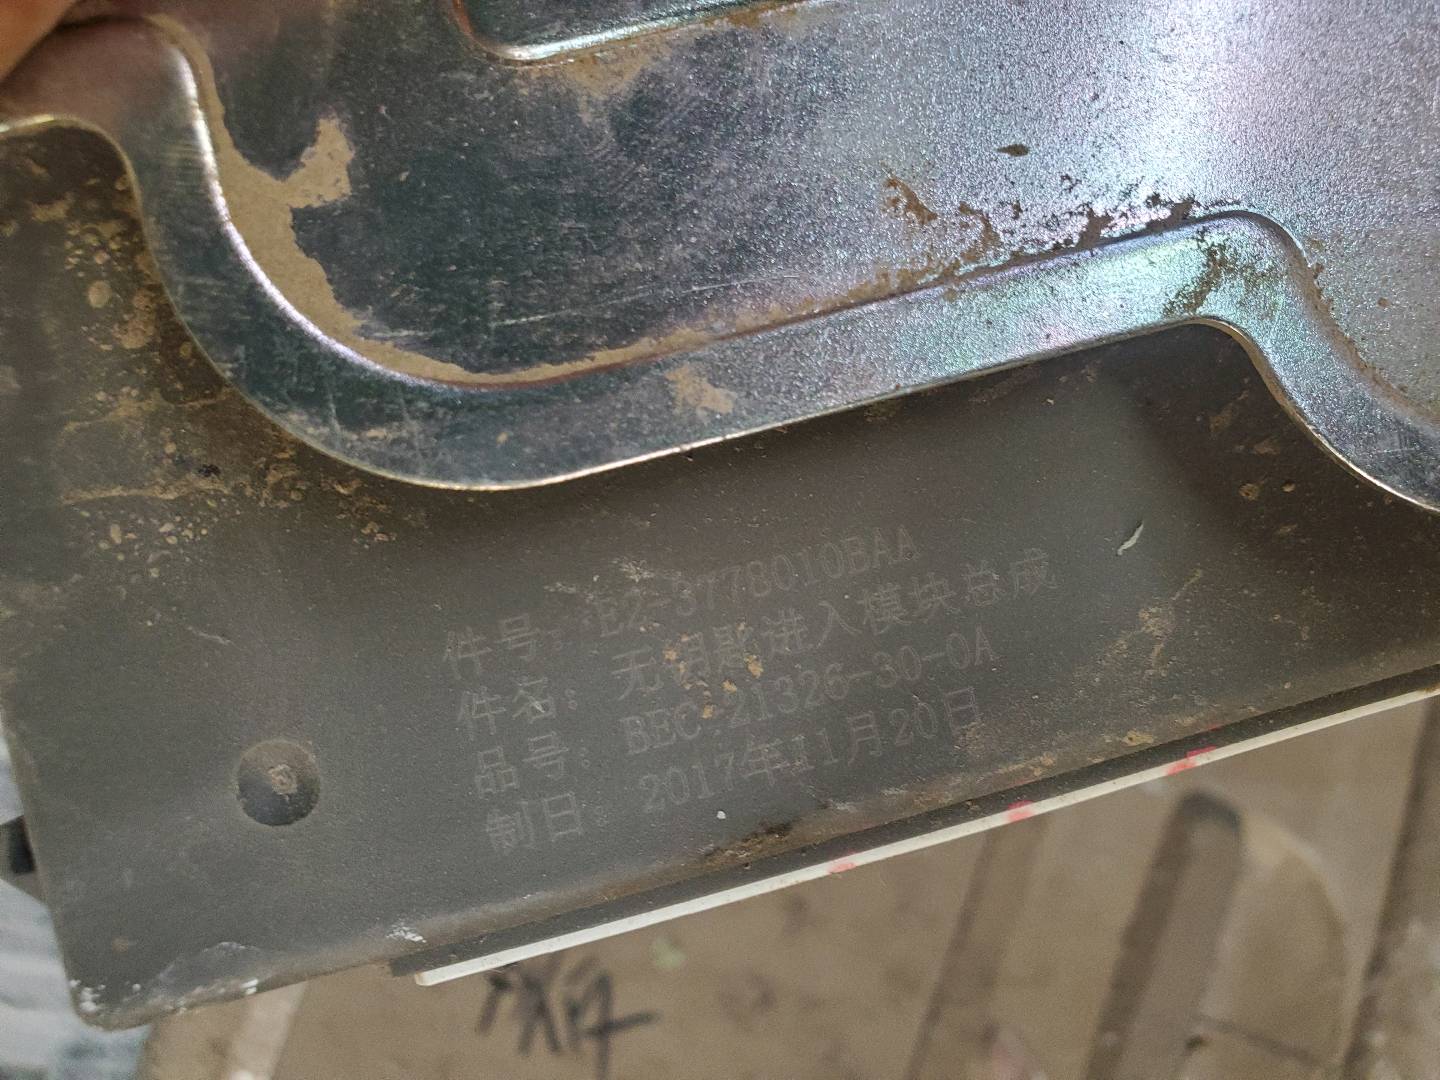 件号：E2-3778010BAA
件名：无钥匙进入模块总成
品号：BEC-21326-30-0A
制日：2017年11月20日